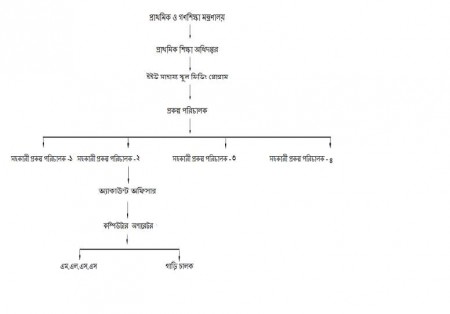 প্রাথমিক ও গণশিক্ষা মন্ত্রণালয়
প্রাথমিক শিক্ষা অধিদপ্তর
ইইউ সাহায্য স্কুল ফিডিং প্রোগ্রাম
প্রকল্প পরিচালক
সহকারী প্রকল্প পরিচালক -১ সহকারী প্রকল্প পরিচালক -২ সহকারী প্রকল্প পরিচালক - ৩ সহকারী প্রকল্প পরিচালক - ৪
অ্যাকাউন্ট অফিসার
কম্পিউটার অপারেটর
এম,এল,এস,এস গাড়ি চালক